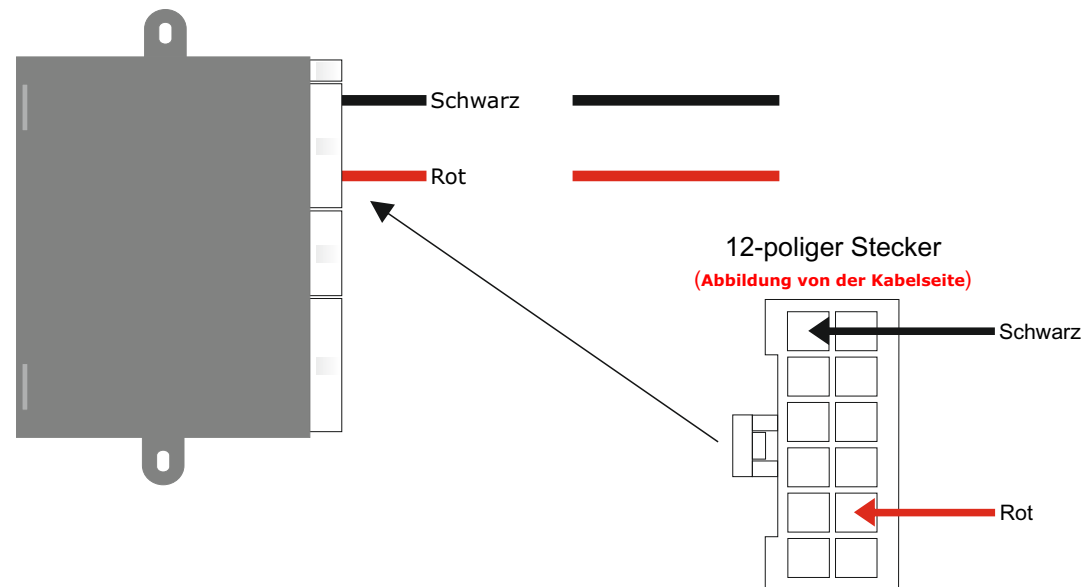 Schwarz
Rot
12-poliger Stecker
(Abbildung von der Kabelseite)
Schwarz
Rot